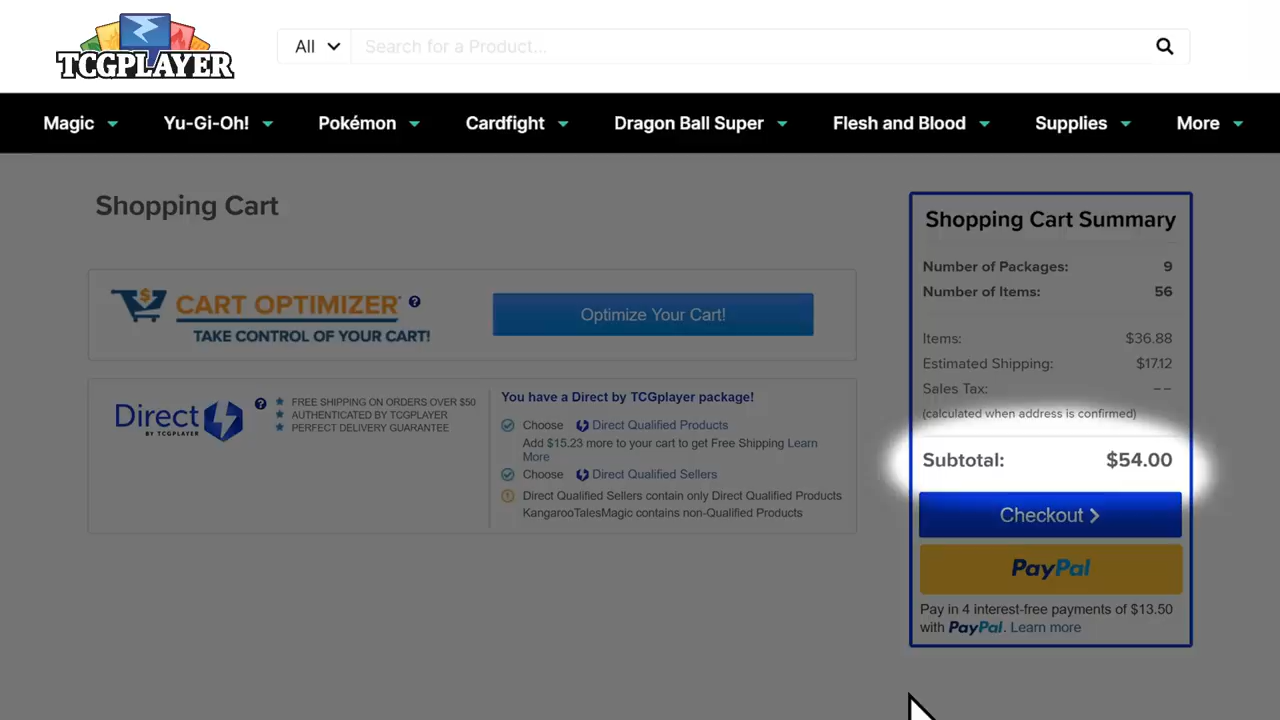 TCGPLAYER
All
Search for a Product...
Magic
Yu-Gi-Oh!
Pokémon
Cardfight
Dragon Ball Super
Flesh and Blood
Supplies
More
Shopping Cart
CART OPTIMIZER
TAKE CONTROL OF YOUR CART!
Optimize Your Cart!
Direct
BY TCGPLAYER
FREE SHIPPING ON ORDERS OVER $50
AUTHENTICATED BY TCGPLAYER
PERFECT DELIVERY GUARANTEE
You have a Direct by TCGplayer package!
Choose Direct Qualified Products
Add $15.23 more to your cart to get Free Shipping Learn
More
Choose Direct Qualified Sellers
Direct Qualified Sellers contain only Direct Qualified Products
KangarooTalesMagic contains non-Qualified Products
Shopping Cart Summary
Number of Packages: 9
Number of Items: 56
Items: $36.88
Estimated Shipping: $17.12
Sales Tax: --
(calculated when address is confirmed)
Subtotal: $54.00
Checkout
PayPal
Pay in 4 interest-free payments of $13.50
with PayPal. Learn more